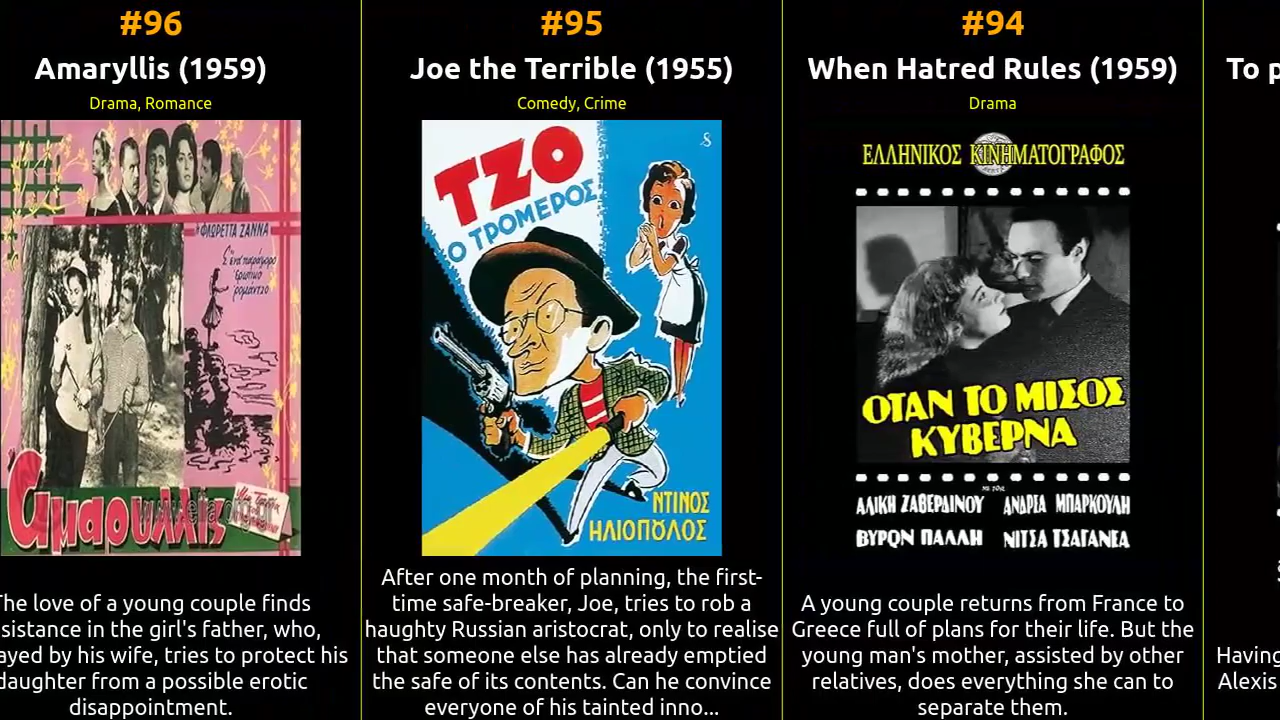 #96
Amaryllis (1959)
Drama, Romance
ΦΛΩΡΕΤΤΑ ΖΑΝΝΑ
Αμαρυλλίς
The love of a young couple finds
sistance in the girl's father, who,
ayed by his wife, tries to protect his
daughter from a possible erotic
disappointment.
#95
Joe the Terrible (1955)
Comedy, Crime
ΤΖΟ
Ο ΤΡΟΜΕΡΟΣ
ΝΤΙΝΟΣ
ΗΛΙΟΠΟΥΛΟΣ
After one month of planning, the first-
time safe-breaker, Joe, tries to rob a
haughty Russian aristocrat, only to realise
that someone else has already emptied
the safe of its contents. Can he convince
everyone of his tainted inno...
#94
When Hatred Rules (1959)
Drama
ΕΛΛΗΝΙΚΟΣ ΚΙΝΗΜΑΤΟΓΡΑΦΟΣ
ΟΤΑΝ ΤΟ ΜΙΣΟΣ
ΚΥΒΕΡΝΑ
ΑΛΙΚΗ ΖΑΒΕΡΔΙΝΟΥ ΑΝΔΡΕΑ ΜΠΑΡΚΟΥΛΗ
ΒΥΡΩΝ ΠΑΛΛΗ ΝΙΤΣΑ ΤΣΑΓΑΝΕΑ
A young couple returns from France to
Greece full of plans for their life. But the
young man's mother, assisted by other
relatives, does everything she can to
separate them.
To p
Having
Alexis